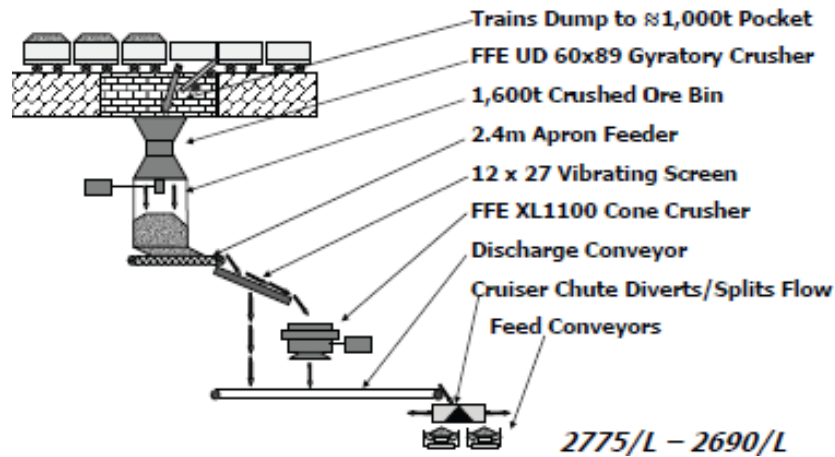 Trains Dump to ≈1,000t Pocket
FFE UD 60x89 Gyratory Crusher
1,600t Crushed Ore Bin
2.4m Apron Feeder
12 x 27 Vibrating Screen
FFE XL1100 Cone Crusher
Discharge Conveyor
Cruiser Chute Diverts/Splits Flow
Feed Conveyors
2775/L – 2690/L